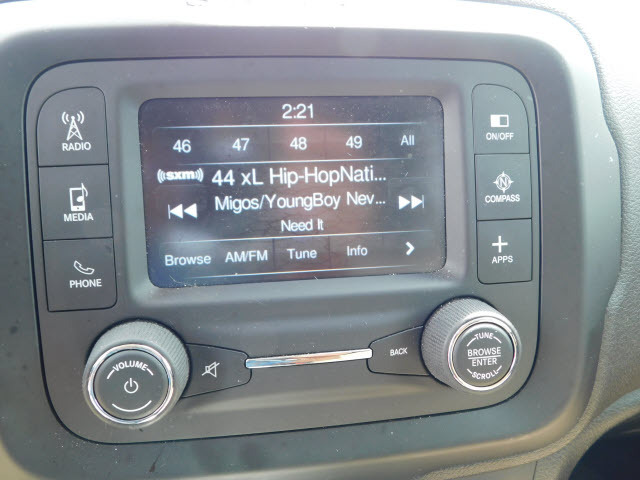 2:21
46 47 48 49 All
((sxm)) 44 xL Hip-HopNati...
Migos/YoungBoy Nev...
Need It
Browse AM/FM Tune Info
RADIO
MEDIA
PHONE
ON/OFF
N
COMPASS
APPS
VOLUME
BACK
TUNE
BROWSE
ENTER
SCROLL